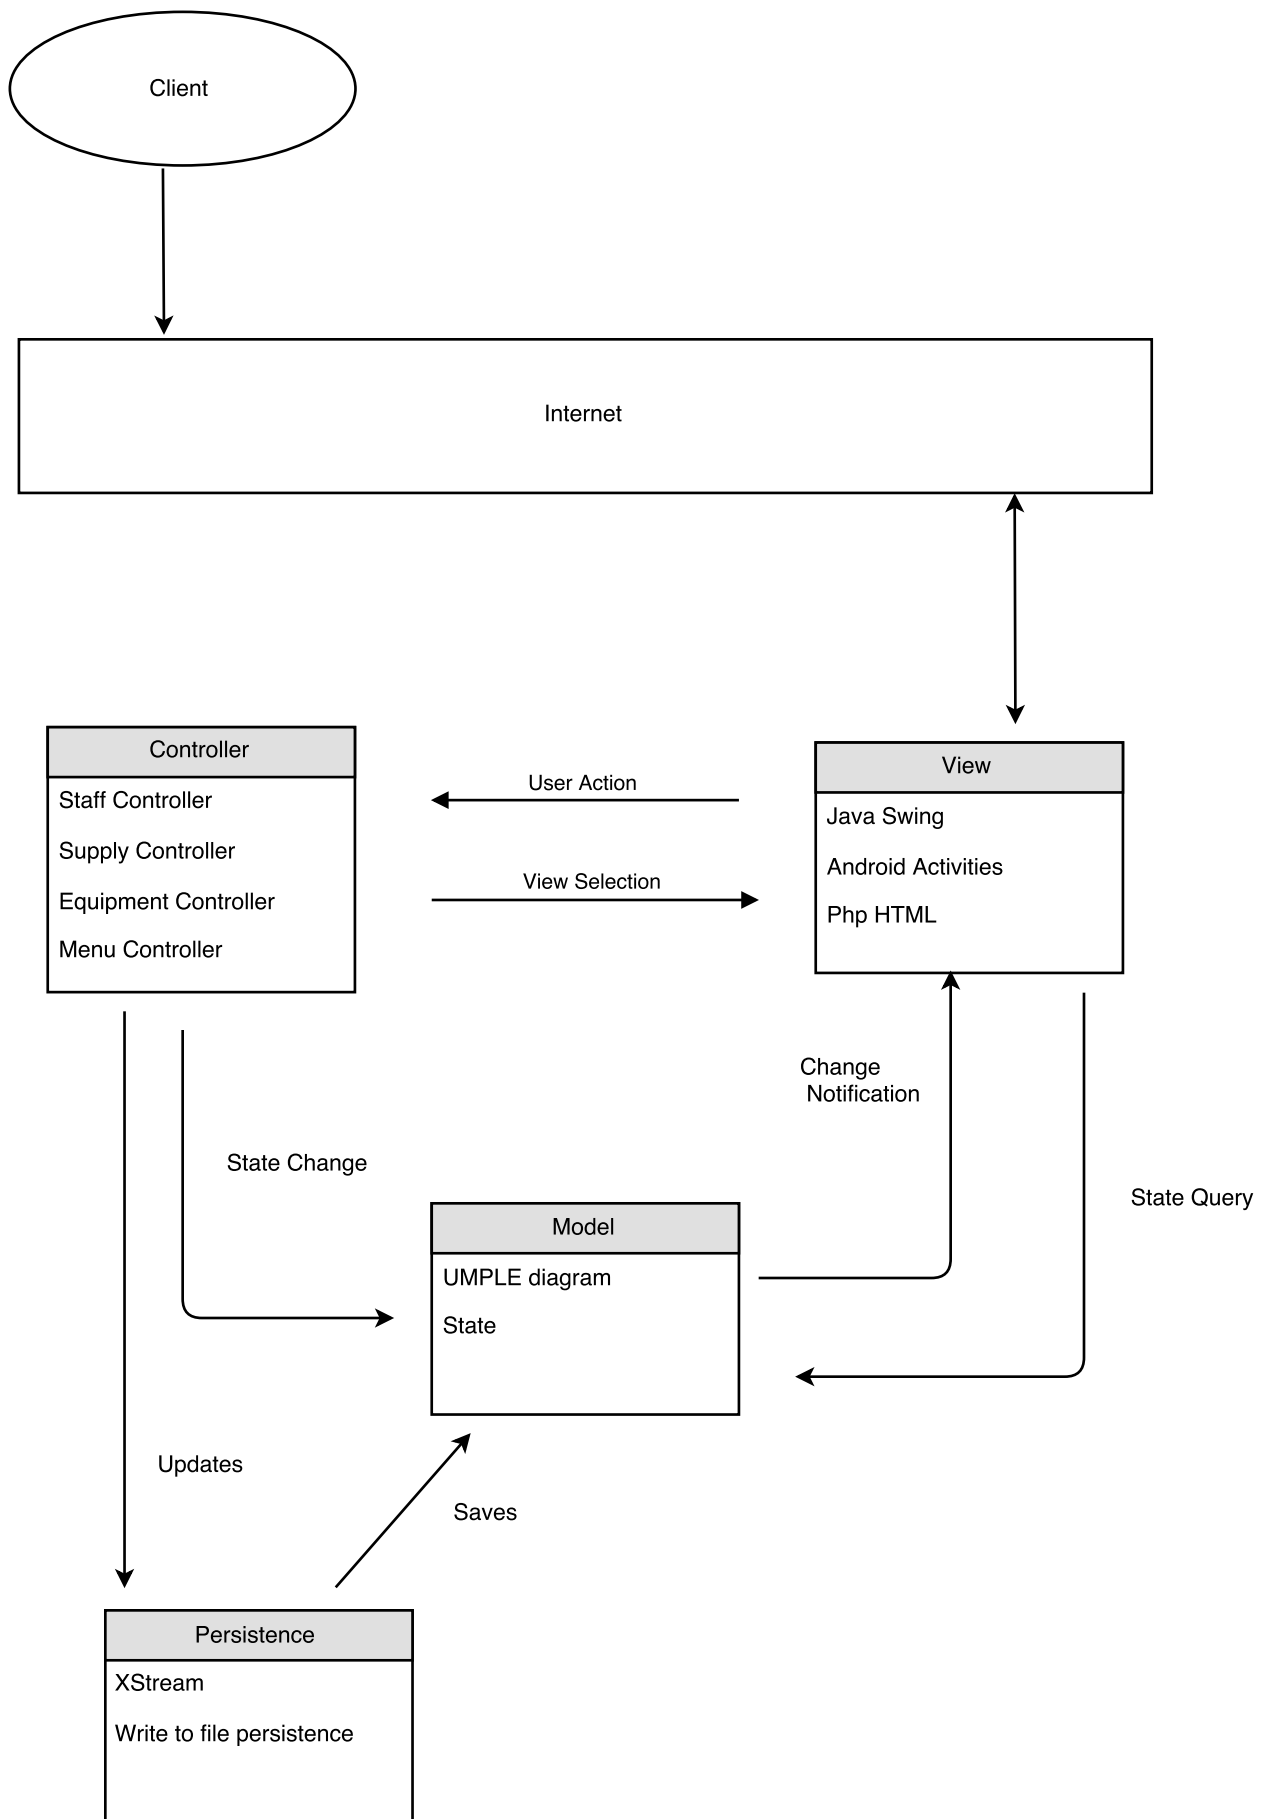 Client
Internet
Controller
Staff Controller
Supply Controller
Equipment Controller
Menu Controller
User Action
View Selection
View
Java Swing
Android Activities
Php HTML
Change
Notification
State Change
State Query
Model
UMPLE diagram
State
Updates
Saves
Persistence
XStream
Write to file persistence